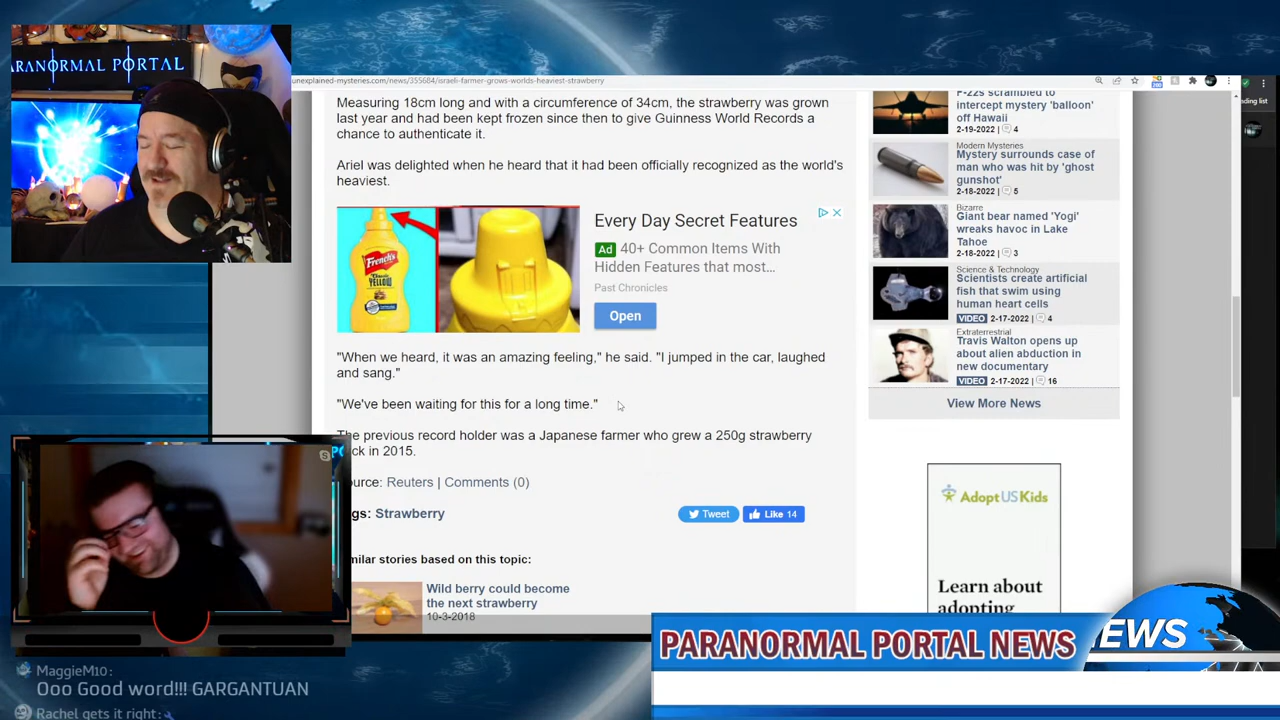 ARANORMAL PORTAL
unexplained-mysteries.com/news/355684/israeli-farmer-grows-worlds-heaviest-strawberry
Measuring 18cm long and with a circumference of 34cm, the strawberry was grown
last year and had been kept frozen since then to give Guinness World Records a
chance to authenticate it.
Ariel was delighted when he heard that it had been officially recognized as the world's
heaviest.
French's
Classic
YELLOW
Every Day Secret Features
Ad 40+ Common Items With
Hidden Features that most...
Past Chronicles
Open
"When we heard, it was an amazing feeling," he said. "I jumped in the car, laughed
and sang."
"We've been waiting for this for a long time."
The previous record holder was a Japanese farmer who grew a 250g strawberry
ck in 2015.
ource: Reuters | Comments (0)
gs: Strawberry
Tweet
Like 14
milar stories based on this topic:
Wild berry could become
the next strawberry
10-3-2018
F-22s scrambled to
intercept mystery 'balloon'
off Hawaii
2-19-2022 | 4
Modern Mysteries
Mystery surrounds case of
man who was hit by 'ghost
gunshot'
2-18-2022 | 5
Bizarre
Giant bear named 'Yogi'
wreaks havoc in Lake
Tahoe
2-18-2022 | 3
Science & Technology
Scientists create artificial
fish that swim using
human heart cells
VIDEO 2-17-2022 | 4
Extraterrestrial
Travis Walton opens up
about alien abduction in
new documentary
VIDEO 2-17-2022 | 16
View More News
AdoptUSKids
Learn about
adopting
ding list
PARANORMAL PORTAL NEWS
EWS
MaggieM10:
Ooo Good word!!! GARGANTUAN
Rachel gets it right: